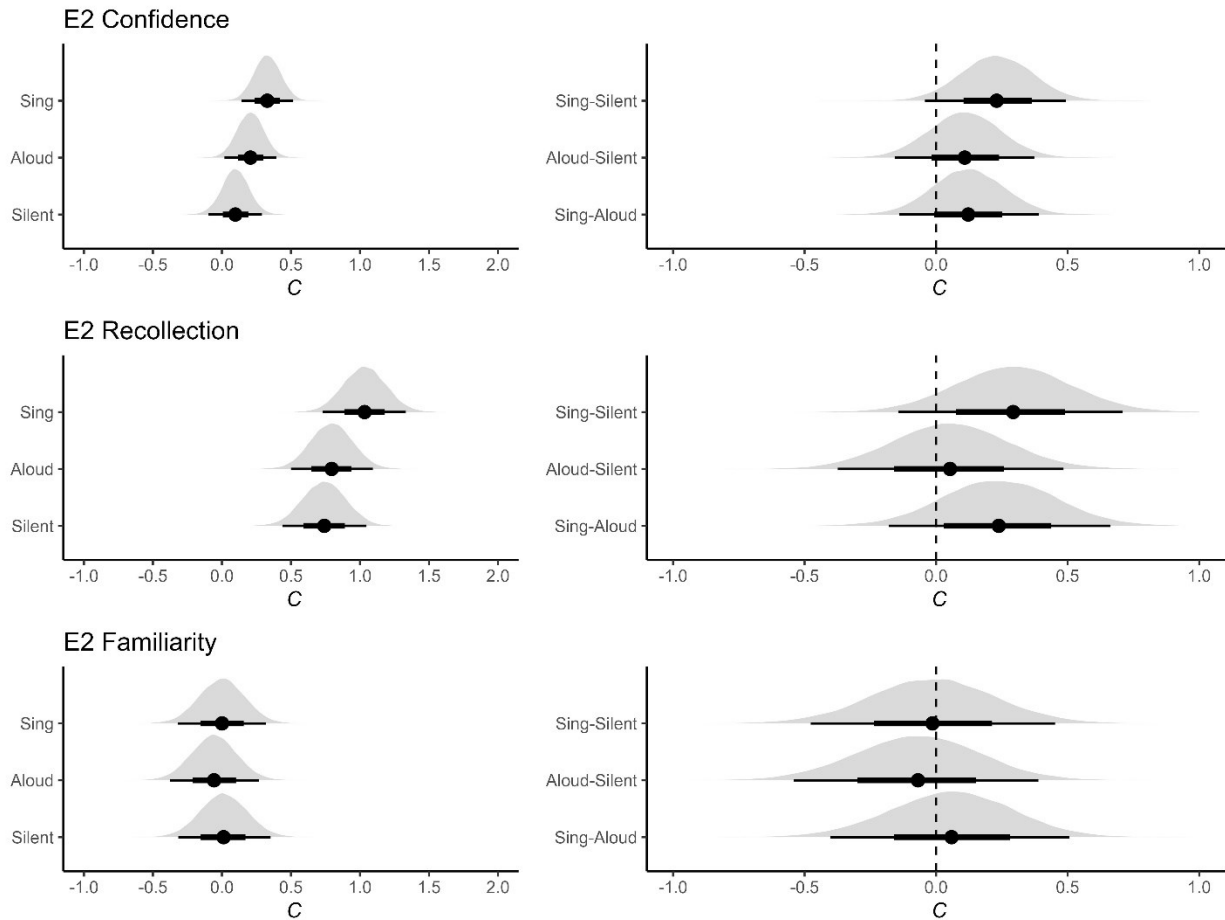 E2 Confidence
Sing
Aloud
Silent
-1.0 -0.5 0.0 0.5 1.0 1.5 2.0
C
Sing-Silent
Aloud-Silent
Sing-Aloud
-1.0 -0.5 0.0 0.5 1.0
C
E2 Recollection
Sing
Aloud
Silent
-1.0 -0.5 0.0 0.5 1.0 1.5 2.0
C
Sing-Silent
Aloud-Silent
Sing-Aloud
-1.0 -0.5 0.0 0.5 1.0
C
E2 Familiarity
Sing
Aloud
Silent
-1.0 -0.5 0.0 0.5 1.0 1.5 2.0
C
Sing-Silent
Aloud-Silent
Sing-Aloud
-1.0 -0.5 0.0 0.5 1.0
C